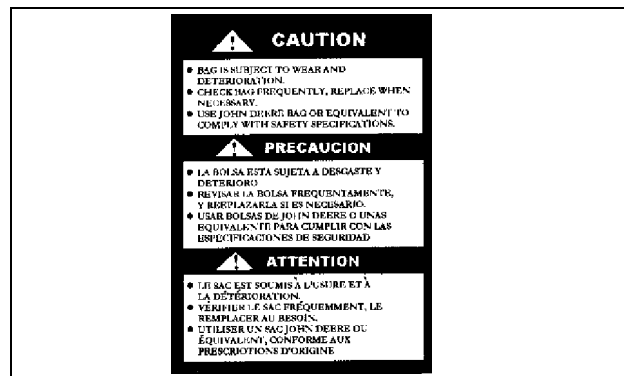 CAUTION
● BAG IS SUBJECT TO WEAR AND
DETERIORATION.
● CHECK BAG FREQUENTLY, REPLACE WHEN
NECESSARY.
● USE JOHN DEERE BAG OR EQUIVALENT TO
COMPLY WITH SAFETY SPECIFICATIONS.
PRECAUCION
● LA BOLSA ESTA SUJETA A DESGASTE Y
DETERIORO
● REVISAR LA BOLSA FREQUENTAMENTE,
Y REEPLAZARLA SI ES NECESARIO.
● USAR BOLSAS DE JOHN DEERE O UNAS
EQUIVALENTE PARA CUMPLIR CON LAS
ESPECIFICACIONES DE SEGURIDAD
ATTENTION
● LE SAC EST SOUMIS À L'USURE ET À
LA DÉTÉRIORATION.
● VÉRIFIER LE SAC FRÉQUEMMENT, LE
REMPLACER AU BESOIN.
● UTILISER UN SAC JOHN DEERE OU
ÉQUIVALENT, CONFORME AUX
PRESCRIOTIONS D'ORIGINE